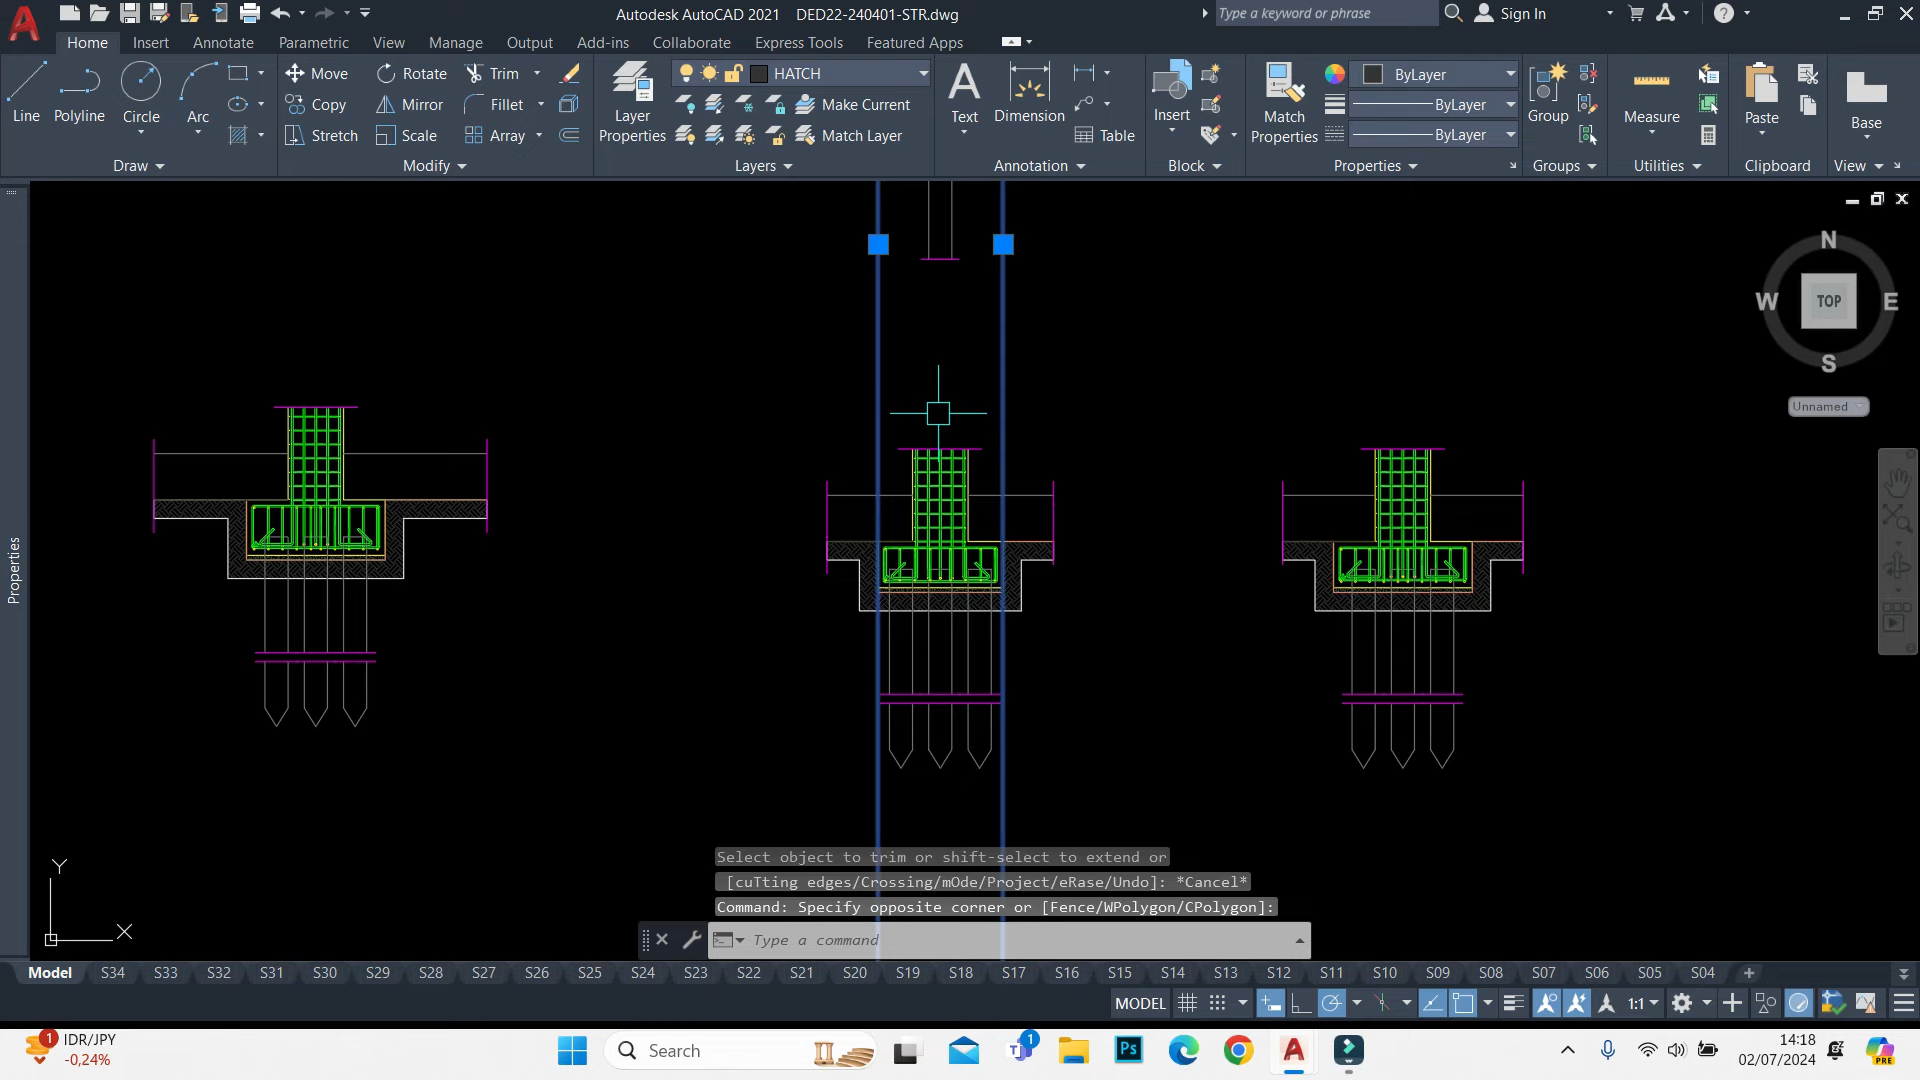 Autodesk AutoCAD 2021 DED22-240401-STR.dwg
Type a keyword or phrase
Sign In
Home Insert Annotate Parametric View Manage Output Add-ins Collaborate Express Tools Featured Apps
Line Polyline Circle Arc
Draw
Move Rotate Trim
Copy Mirror Fillet
Stretch Scale Array
Modify
Layer Properties
HATCH
Make Current
Match Layer
Layers
Text Dimension
Table
Annotation
Insert
Block
Match Properties
ByLayer
ByLayer
ByLayer
Properties
Group
Groups
Measure
Utilities
Paste
Clipboard
Base
View
N
W TOP E
S
Unnamed
Properties
Y
X
Select object to trim or shift-select to extend or
[cuTting edges/Crossing/mOde/Project/eRase/Undo]: *Cancel*
Command: Specify opposite corner or [Fence/WPolygon/CPolygon]:
Type a command
Model S34 S33 S32 S31 S30 S29 S28 S27 S26 S25 S24 S23 S22 S21 S20 S19 S18 S17 S16 S15 S14 S13 S12 S11 S10 S09 S08 S07 S06 S05 S04
MODEL 1:1
1 IDR/JPY
-0,24%
Search
1
Ps
PRE
14:18
02/07/2024